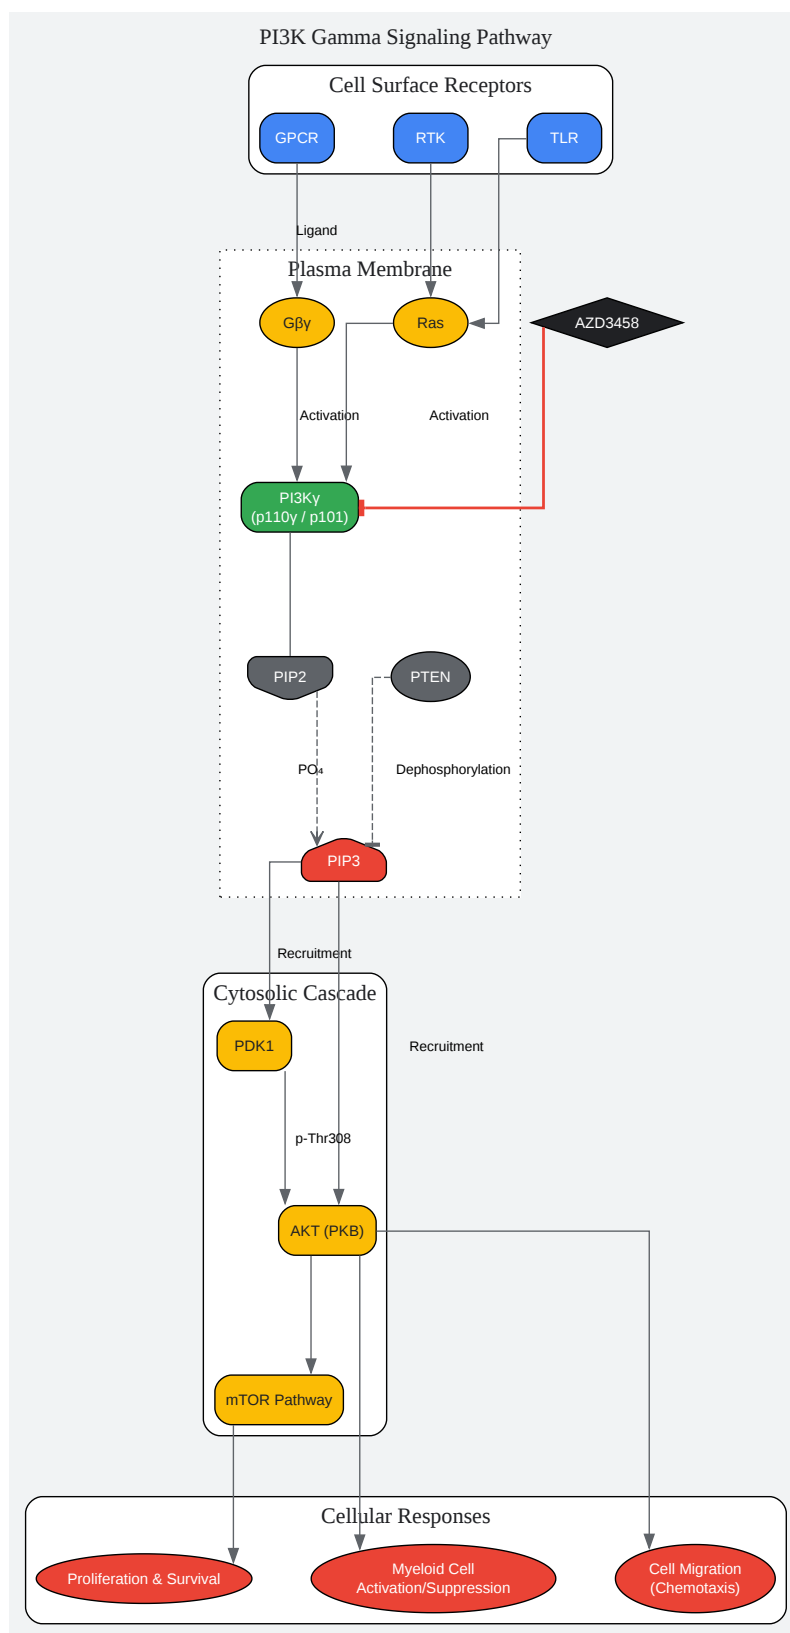 PI3K Gamma Signaling Pathway
Cell Surface Receptors
GPCR
RTK
TLR
Ligand
Plasma Membrane
Gβγ
Ras
AZD3458
Activation
Activation
PI3Kγ
(p110γ / p101)
PIP2
PTEN
PO₄
Dephosphorylation
PIP3
Recruitment
Cytosolic Cascade
PDK1
Recruitment
p-Thr308
AKT (PKB)
mTOR Pathway
Cellular Responses
Proliferation & Survival
Myeloid Cell
Activation/Suppression
Cell Migration
(Chemotaxis)